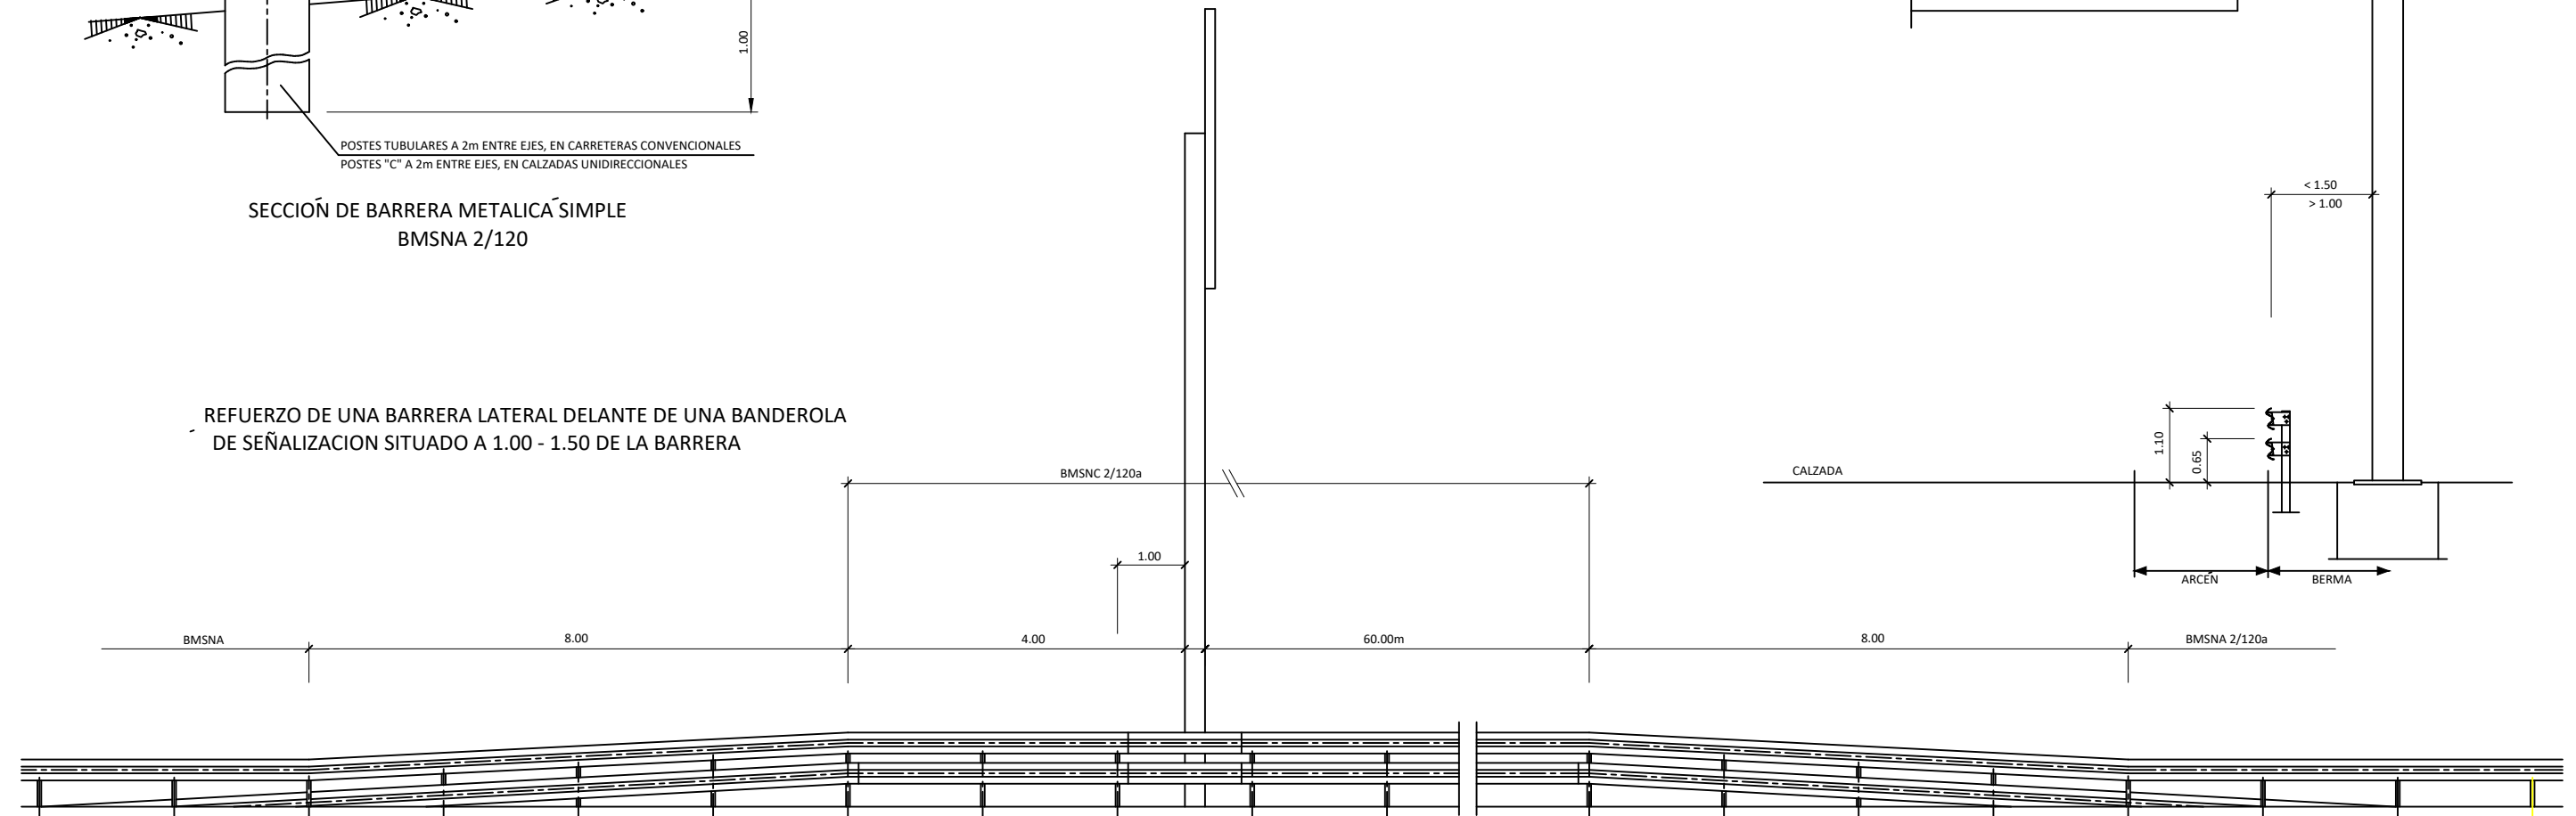 1.00
POSTES TUBULARES A 2m ENTRE EJES, EN CARRETERAS CONVENCIONALES
POSTES "C" A 2m ENTRE EJES, EN CALZADAS UNIDIRECCIONALES
SECCIÓN DE BARRERA METALICA SIMPLE
BMSNA 2/120
< 1.50
> 1.00
REFUERZO DE UNA BARRERA LATERAL DELANTE DE UNA BANDEROLA
DE SEÑALIZACION SITUADO A 1.00 - 1.50 DE LA BARRERA
BMSNC 2/120a
1.00
CALZADA
1.10
0.65
ARCÉN
BERMA
BMSNA
8.00
4.00
60.00m
8.00
BMSNA 2/120a